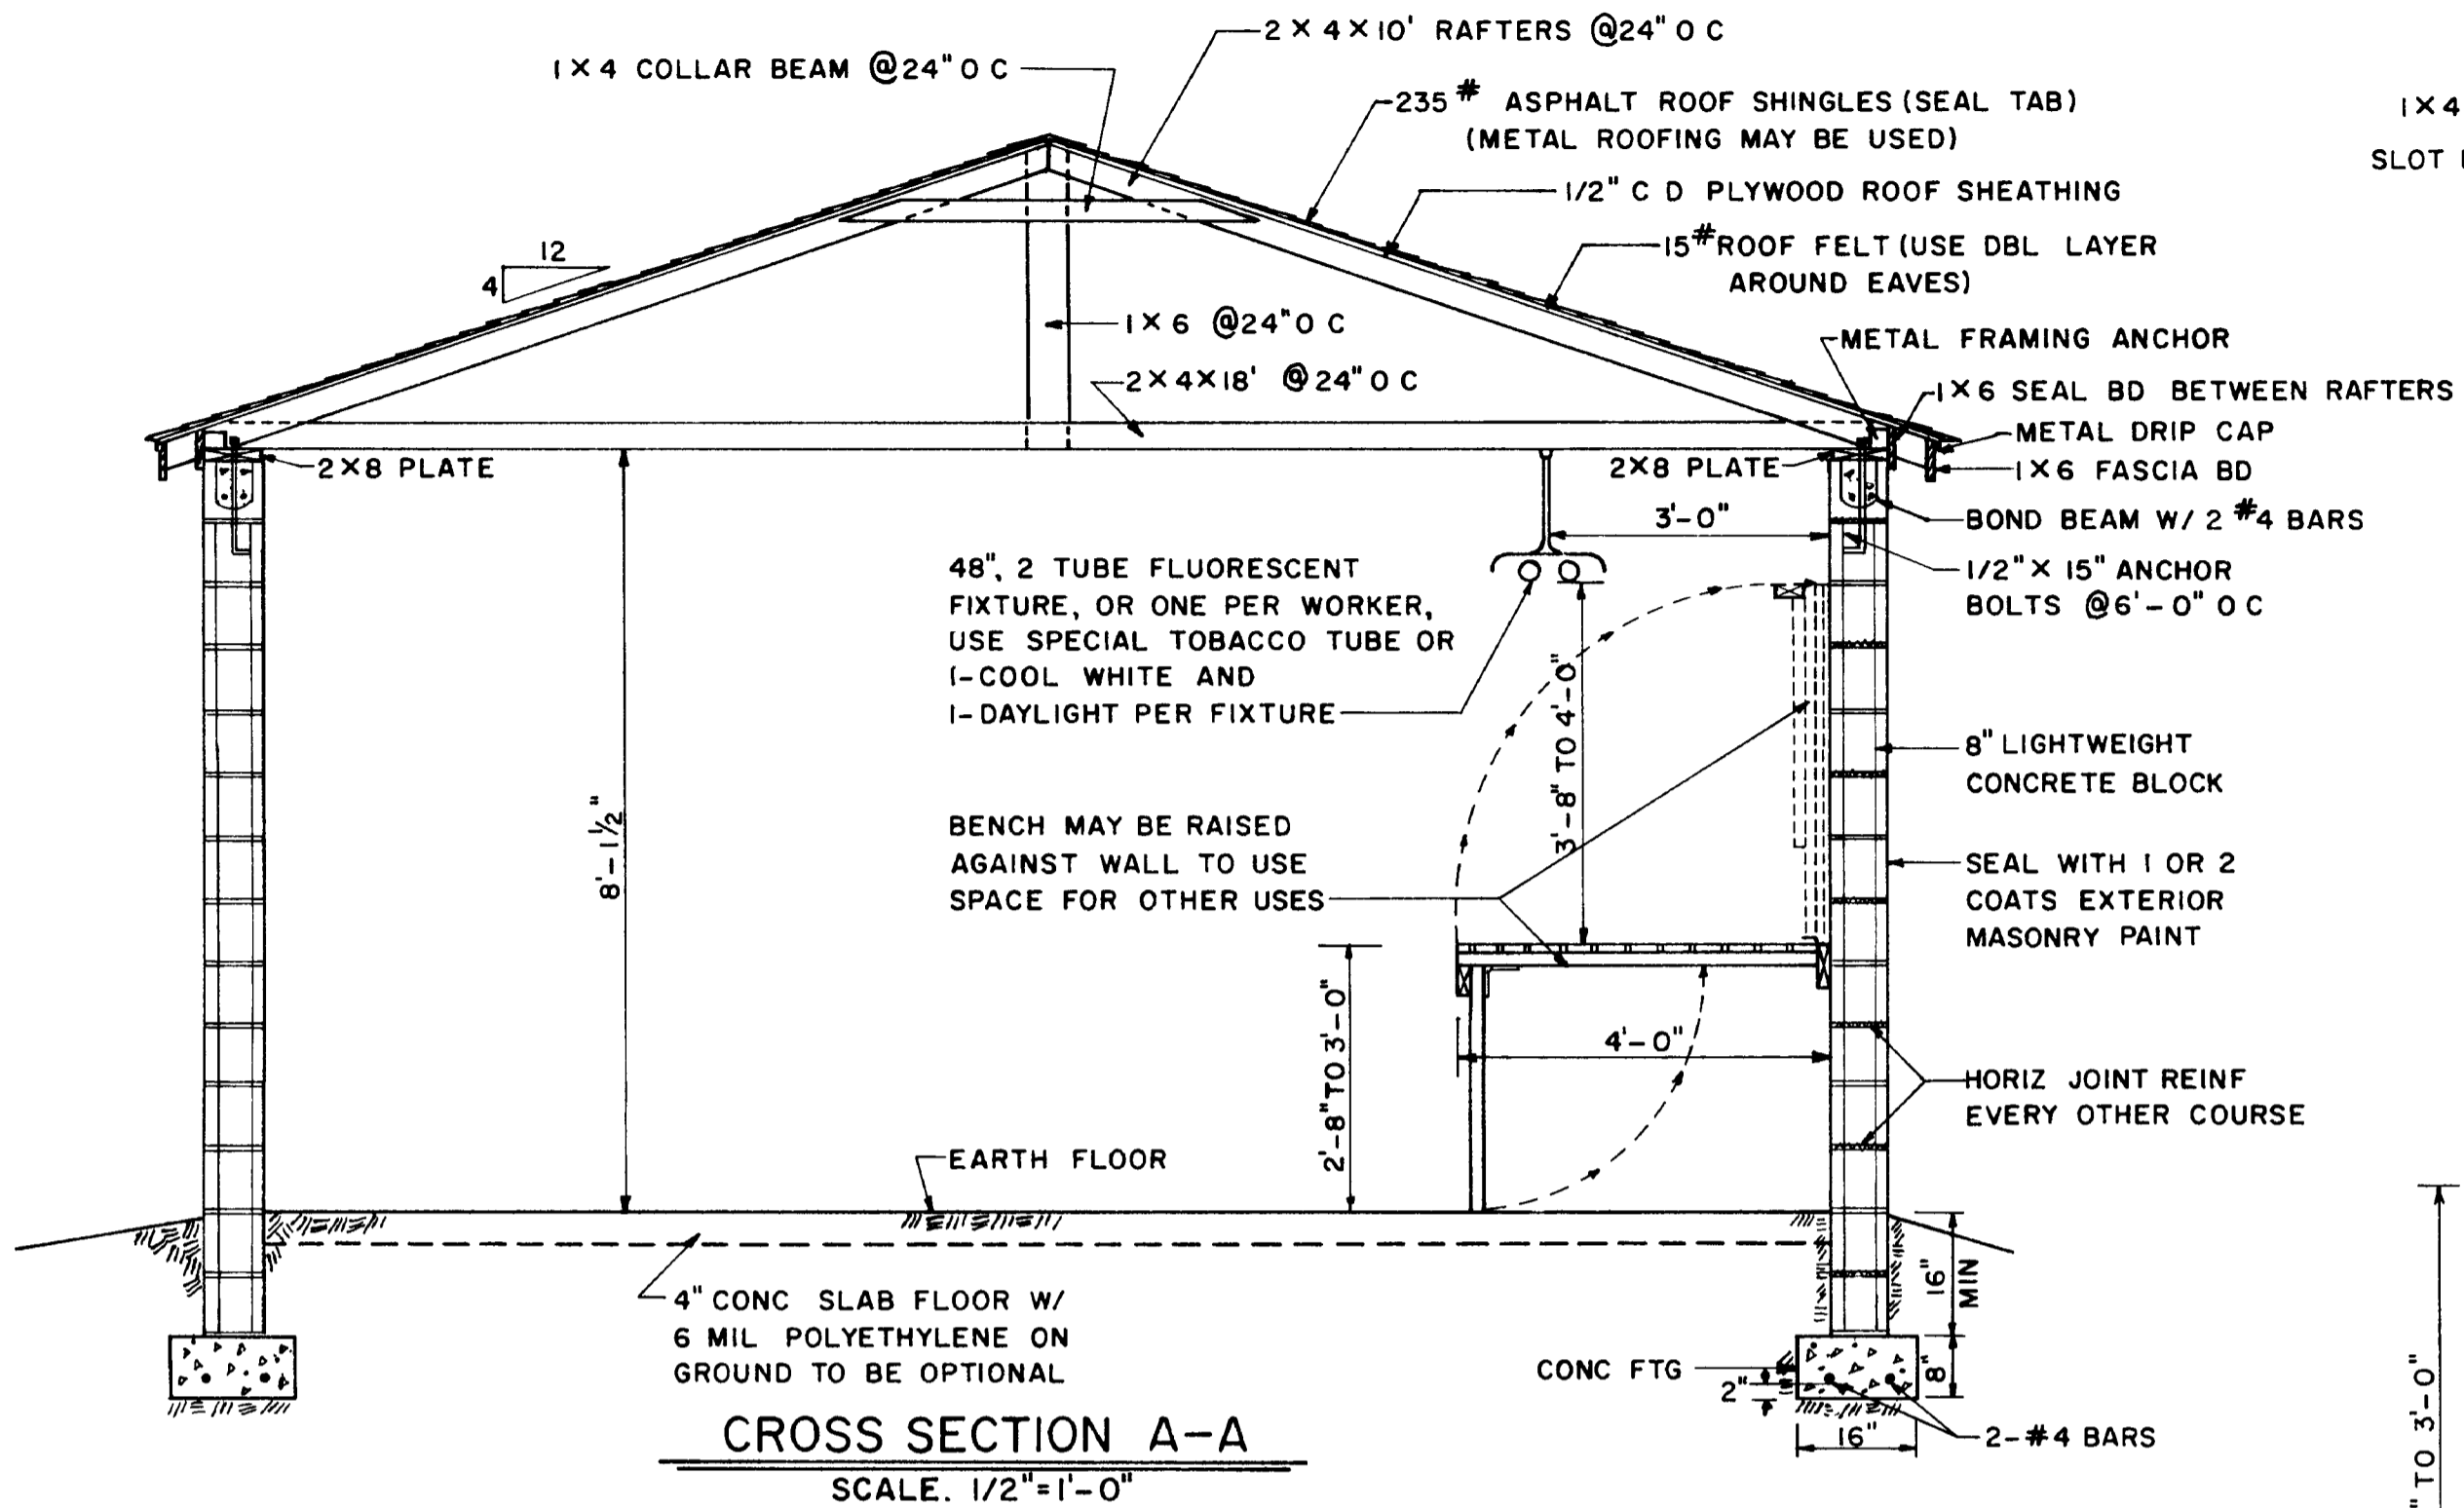 2 × 4 × 10' RAFTERS @24" O C
1 × 4 COLLAR BEAM @24" O C
235# ASPHALT ROOF SHINGLES (SEAL TAB)
(METAL ROOFING MAY BE USED)
1/2" C D PLYWOOD ROOF SHEATHING
15# ROOF FELT (USE DBL LAYER
AROUND EAVES)
1 × 4
SLOT
12
4
1 × 6 @24" O C
2 × 4 × 18' @24" O C
METAL FRAMING ANCHOR
1 × 6 SEAL BD BETWEEN RAFTERS
METAL DRIP CAP
1 × 6 FASCIA BD
2 × 8 PLATE
2 × 8 PLATE
BOND BEAM W/ 2 #4 BARS
3'-0"
1/2" × 15" ANCHOR
BOLTS @6'-0" O C
48", 2 TUBE FLUORESCENT
FIXTURE, OR ONE PER WORKER,
USE SPECIAL TOBACCO TUBE OR
1-COOL WHITE AND
1-DAYLIGHT PER FIXTURE
3'-8" TO 4'-0"
8" LIGHTWEIGHT
CONCRETE BLOCK
8'-1½"
BENCH MAY BE RAISED
AGAINST WALL TO USE
SPACE FOR OTHER USES
SEAL WITH 1 OR 2
COATS EXTERIOR
MASONRY PAINT
2'-8" TO 3'-0"
4'-0"
HORIZ JOINT REINF
EVERY OTHER COURSE
EARTH FLOOR
4" CONC SLAB FLOOR W/
6 MIL POLYETHYLENE ON
GROUND TO BE OPTIONAL
16"
MIN
CONC FTG
2"
8"
16"
2-#4 BARS
" TO 3'-0"
CROSS SECTION A-A
SCALE. 1/2"=1'-0"